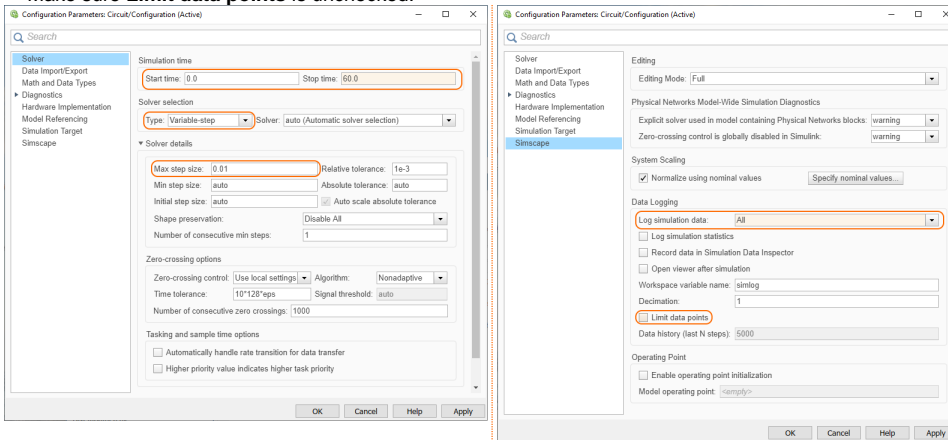 Make sure Limit data points is unchecked.
Configuration Parameters: Circuit/Configuration (Active)
Search
Solver
Data Import/Export
Math and Data Types
Diagnostics
Hardware Implementation
Model Referencing
Simulation Target
Simscape
Simulation time
Start time: 0.0 Stop time: 60.0
Solver selection
Type: Variable-step Solver: auto (Automatic solver selection)
Solver details
Max step size: 0.01 Relative tolerance: 1e-3
Min step size: auto Absolute tolerance: auto
Initial step size: auto Auto scale absolute tolerance
Shape preservation: Disable All
Number of consecutive min steps: 1
Zero-crossing options
Zero-crossing control: Use local settings Algorithm: Nonadaptive
Time tolerance: 10*128*eps Signal threshold: auto
Number of consecutive zero crossings: 1000
Tasking and sample time options
Automatically handle rate transition for data transfer
Higher priority value indicates higher task priority
OK Cancel Help Apply
Configuration Parameters: Circuit/Configuration (Active)
Search
Solver
Data Import/Export
Math and Data Types
Diagnostics
Hardware Implementation
Model Referencing
Simulation Target
Simscape
Editing
Editing Mode: Full
Physical Networks Model-Wide Simulation Diagnostics
Explicit solver used in model containing Physical Networks blocks: warning
Zero-crossing control is globally disabled in Simulink: warning
System Scaling
Normalize using nominal values Specify nominal values...
Data Logging
Log simulation data: All
Log simulation statistics
Record data in Simulation Data Inspector
Open viewer after simulation
Workspace variable name: simlog
Decimation: 1
Limit data points
Data history (last N steps): 5000
Operating Point
Enable operating point initialization
Model operating point: <empty>
OK Cancel Help Apply